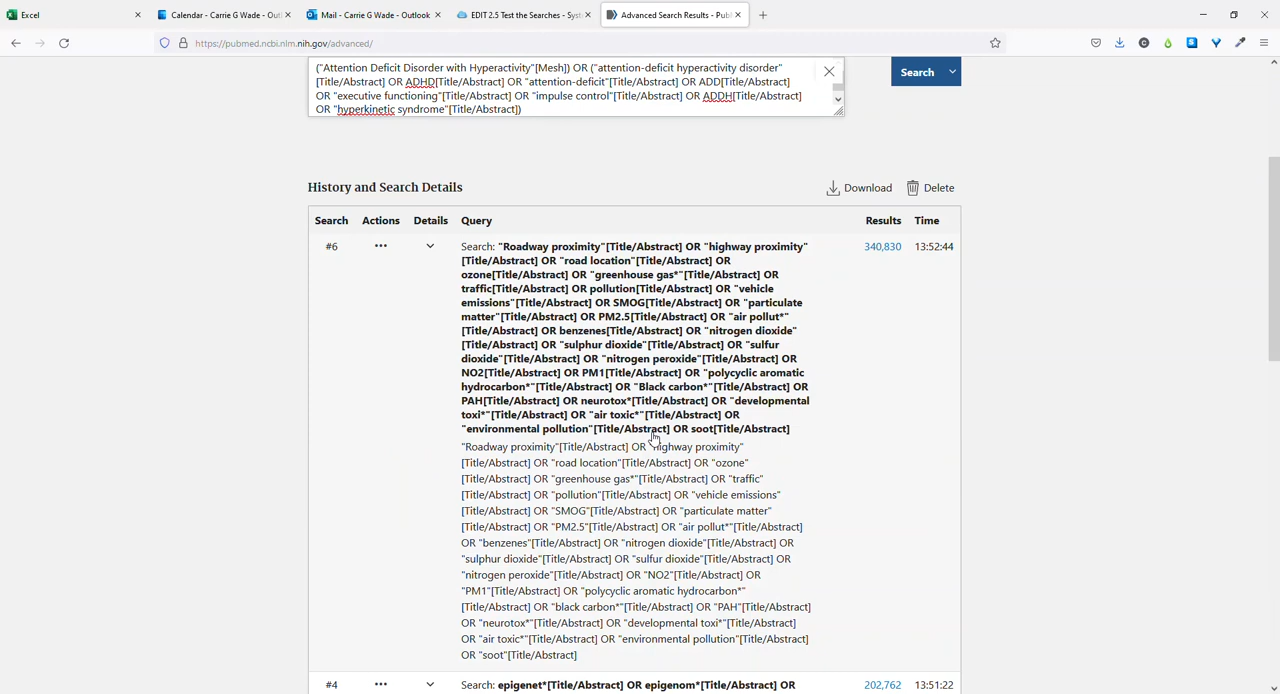 Excel
Calendar - Carrie G Wade - Out
Mail - Carrie G Wade - Outlook
EDIT 2.5 Test the Searches - Syst
Advanced Search Results - Pub
https://pubmed.ncbi.nlm.nih.gov/advanced/
("Attention Deficit Disorder with Hyperactivity"[Mesh]) OR ("attention-deficit hyperactivity disorder"
[Title/Abstract] OR ADHD[Title/Abstract] OR "attention-deficit"[Title/Abstract] OR ADD[Title/Abstract]
OR "executive functioning"[Title/Abstract] OR "impulse control"[Title/Abstract] OR ADDH[Title/Abstract]
OR "hyperkinetic syndrome"[Title/Abstract])
Search
History and Search Details
Download
Delete
Search Actions Details Query Results Time
#6 ••• Search: "Roadway proximity"[Title/Abstract] OR "highway proximity" 340,830 13:52:44
[Title/Abstract] OR "road location"[Title/Abstract] OR
ozone[Title/Abstract] OR "greenhouse gas*"[Title/Abstract] OR
traffic[Title/Abstract] OR pollution[Title/Abstract] OR "vehicle
emissions"[Title/Abstract] OR SMOG[Title/Abstract] OR "particulate
matter"[Title/Abstract] OR PM2.5[Title/Abstract] OR "air pollut*"
[Title/Abstract] OR benzenes[Title/Abstract] OR "nitrogen dioxide"
[Title/Abstract] OR "sulphur dioxide"[Title/Abstract] OR "sulfur
dioxide"[Title/Abstract] OR "nitrogen peroxide"[Title/Abstract] OR
NO2[Title/Abstract] OR PM1[Title/Abstract] OR "polycyclic aromatic
hydrocarbon*"[Title/Abstract] OR "Black carbon*"[Title/Abstract] OR
PAH[Title/Abstract] OR neurotox*[Title/Abstract] OR "developmental
toxi*"[Title/Abstract] OR "air toxic*"[Title/Abstract] OR
"environmental pollution"[Title/Abstract] OR soot[Title/Abstract]
"Roadway proximity"[Title/Abstract] OR "highway proximity"
[Title/Abstract] OR "road location"[Title/Abstract] OR "ozone"
[Title/Abstract] OR "greenhouse gas*"[Title/Abstract] OR "traffic"
[Title/Abstract] OR "pollution"[Title/Abstract] OR "vehicle emissions"
[Title/Abstract] OR "SMOG"[Title/Abstract] OR "particulate matter"
[Title/Abstract] OR "PM2.5"[Title/Abstract] OR "air pollut*"[Title/Abstract]
OR "benzenes"[Title/Abstract] OR "nitrogen dioxide"[Title/Abstract] OR
"sulphur dioxide"[Title/Abstract] OR "sulfur dioxide"[Title/Abstract] OR
"nitrogen peroxide"[Title/Abstract] OR "NO2"[Title/Abstract] OR
"PM1"[Title/Abstract] OR "polycyclic aromatic hydrocarbon*"
[Title/Abstract] OR "black carbon*"[Title/Abstract] OR "PAH"[Title/Abstract]
OR "neurotox*"[Title/Abstract] OR "developmental toxi*"[Title/Abstract]
OR "air toxic*"[Title/Abstract] OR "environmental pollution"[Title/Abstract]
OR "soot"[Title/Abstract]
#4 ••• Search: epigenet*[Title/Abstract] OR epigenom*[Title/Abstract] OR 202,762 13:51:22